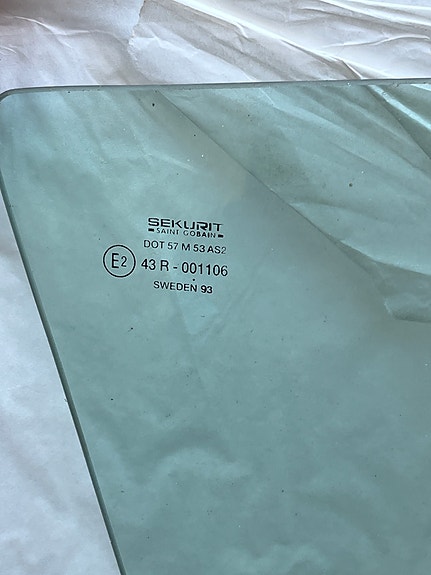 SEKURIT
SAINT GOBAIN
DOT 57 M 53 AS2
E2 43 R - 001106
SWEDEN 93